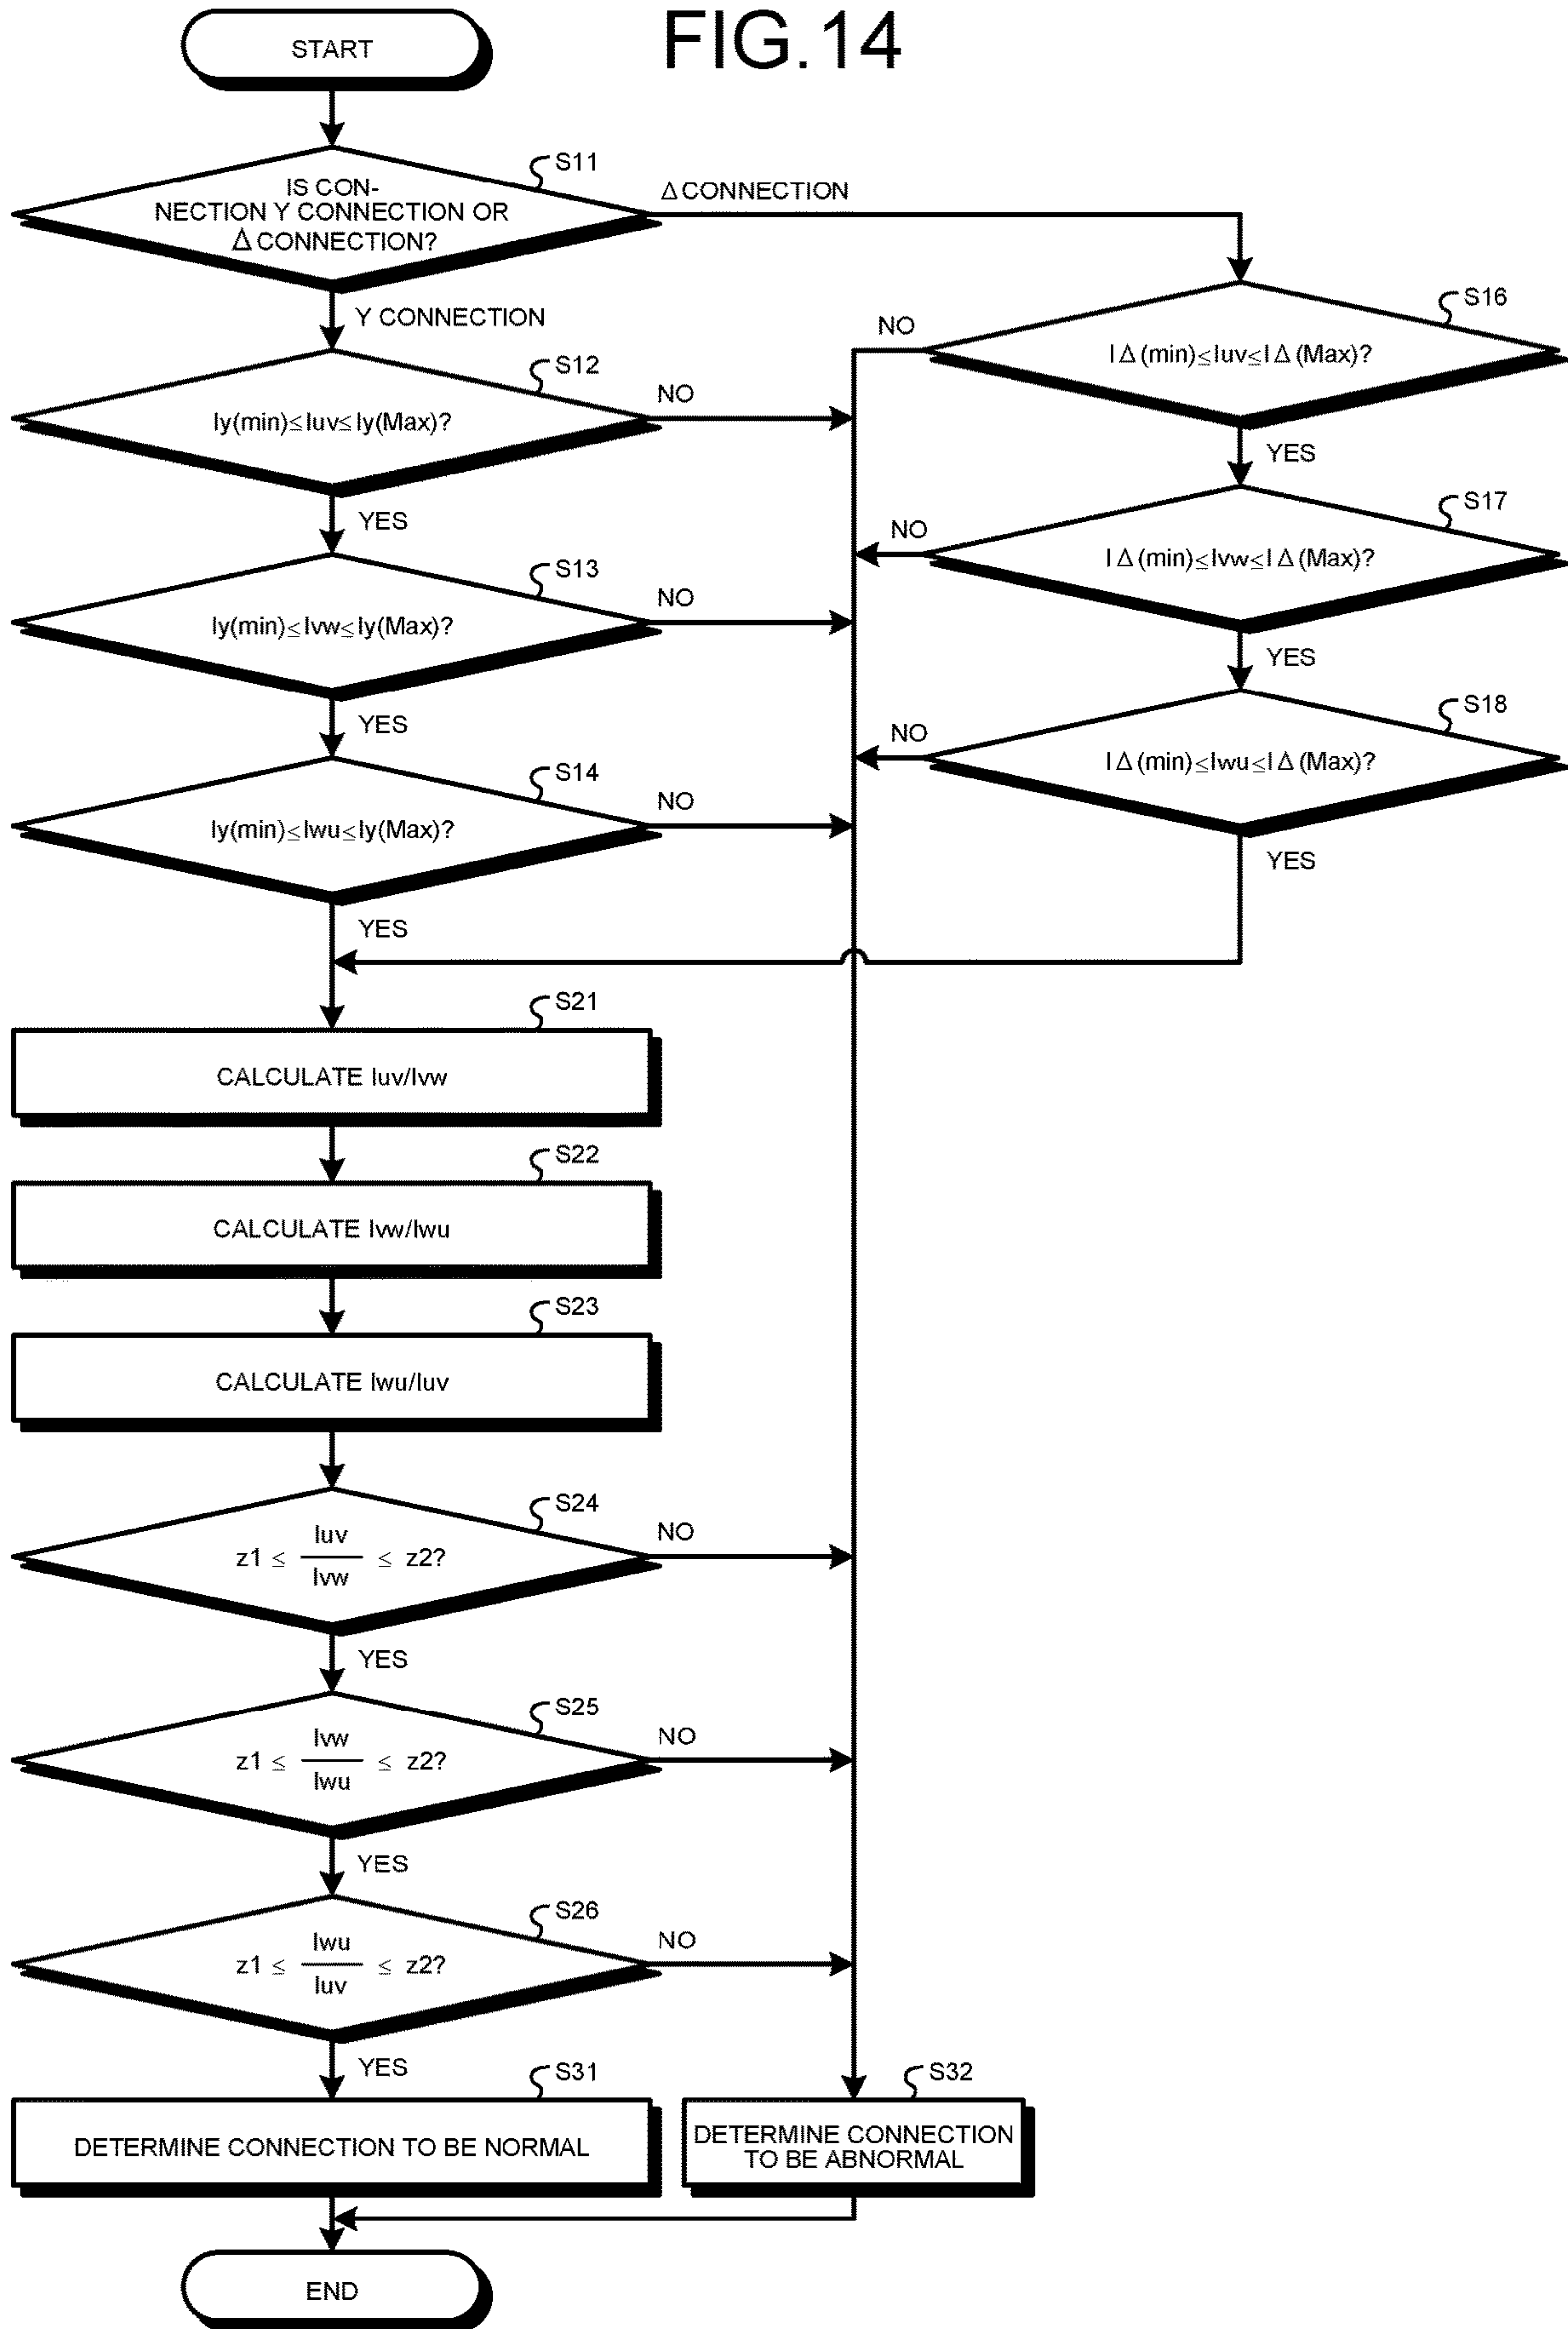 FIG.14
START
S11
IS CON-
NECTION Y CONNECTION OR
Δ CONNECTION?
Δ CONNECTION
Y CONNECTION
S16
IΔ(min)≤Iuv≤IΔ(Max)?
NO
YES
S12
Iy(min)≤Iuv≤Iy(Max)?
NO
YES
S17
IΔ(min)≤Ivw≤IΔ(Max)?
NO
YES
S13
Iy(min)≤Ivw≤Iy(Max)?
NO
YES
S18
IΔ(min)≤Iwu≤IΔ(Max)?
NO
YES
S14
Iy(min)≤Iwu≤Iy(Max)?
NO
YES
S21
CALCULATE Iuv/Ivw
S22
CALCULATE Ivw/Iwu
S23
CALCULATE Iwu/Iuv
S24
z1 ≤ Iuv/Ivw ≤ z2?
NO
YES
S25
z1 ≤ Ivw/Iwu ≤ z2?
NO
YES
S26
z1 ≤ Iwu/Iuv ≤ z2?
NO
YES
S31
DETERMINE CONNECTION TO BE NORMAL
S32
DETERMINE CONNECTION
TO BE ABNORMAL
END